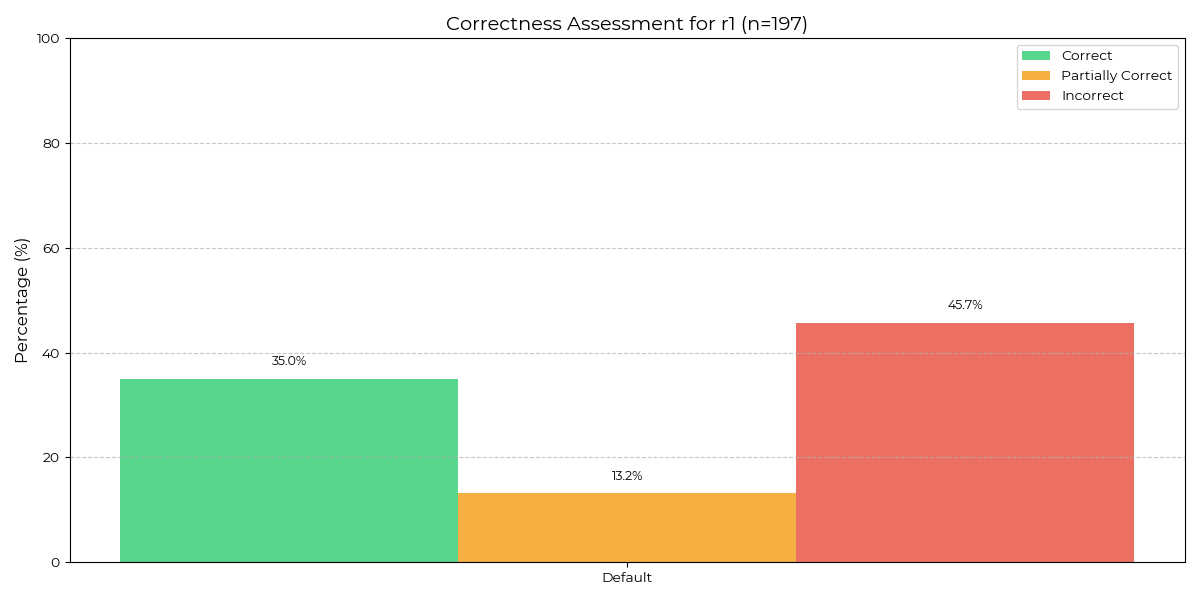 Correctness Assessment for r1 (n=197)
100
80
60
40
20
0
Percentage (%)
Correct
Partially Correct
Incorrect
35.0%
13.2%
45.7%
Default